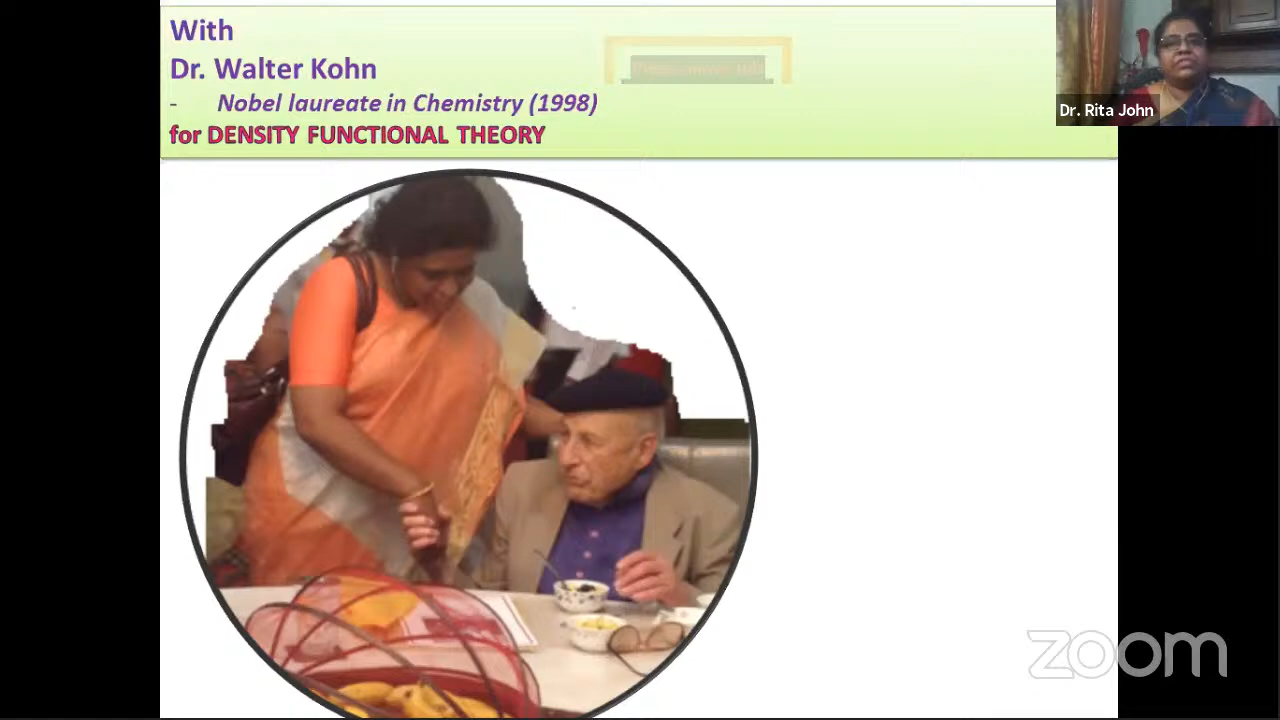 With
Dr. Walter Kohn
- Nobel laureate in Chemistry (1998)
for DENSITY FUNCTIONAL THEORY
Dr. Rita John
zoom